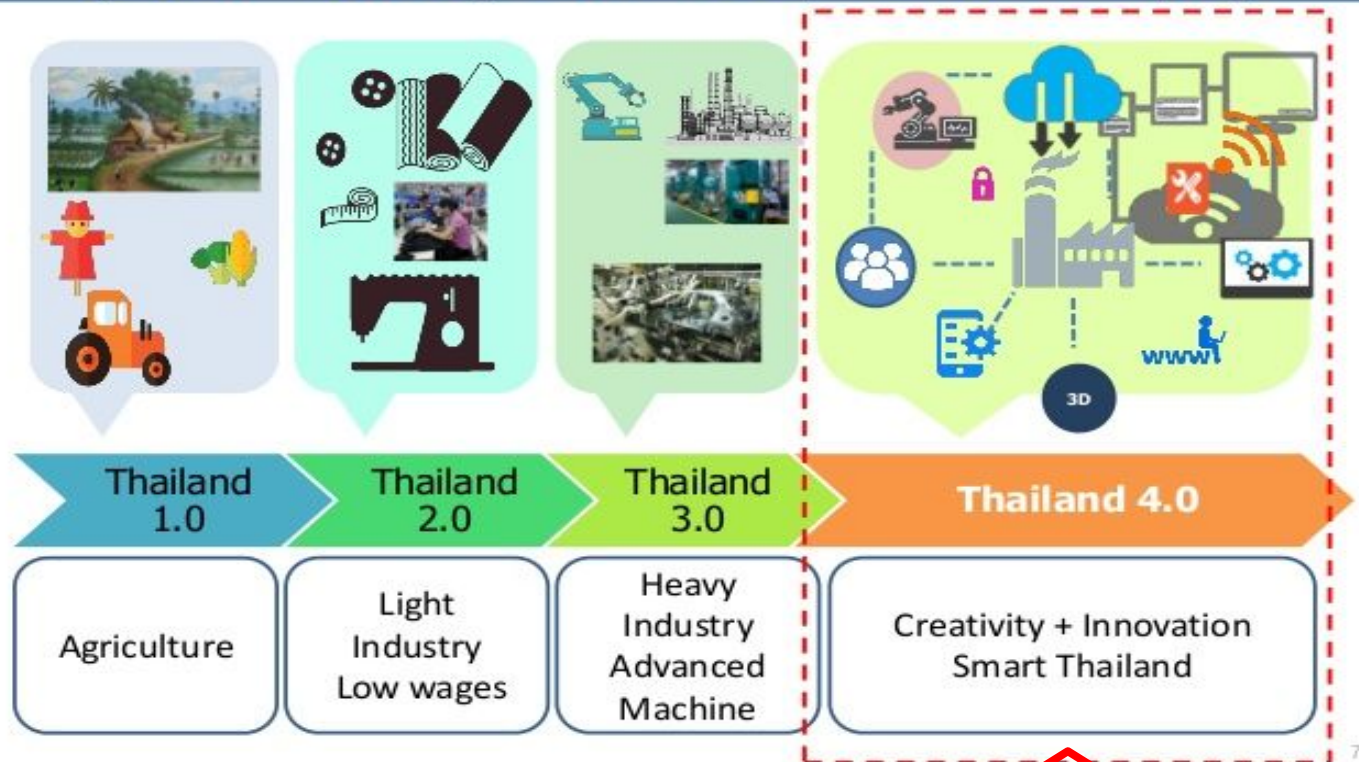 3D
www
Thailand
1.0
Thailand
2.0
Thailand
3.0
Thailand 4.0
Agriculture
Light
Industry
Low wages
Heavy
Industry
Advanced
Machine
Creativity + Innovation
Smart Thailand
7